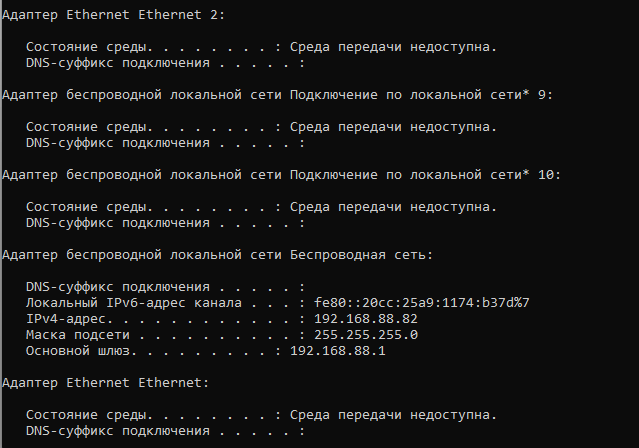 Адаптер Ethernet Ethernet 2:
Состояние среды. . . . . . . . : Среда передачи недоступна.
DNS-суффикс подключения . . . . . :
Адаптер беспроводной локальной сети Подключение по локальной сети* 9:
Состояние среды. . . . . . . . : Среда передачи недоступна.
DNS-суффикс подключения . . . . . :
Адаптер беспроводной локальной сети Подключение по локальной сети* 10:
Состояние среды. . . . . . . . : Среда передачи недоступна.
DNS-суффикс подключения . . . . . :
Адаптер беспроводной локальной сети Беспроводная сеть:
DNS-суффикс подключения . . . . . :
Локальный IPv6-адрес канала . . . : fe80::20cc:25a9:1174:b37d%7
IPv4-адрес. . . . . . . . . . . . : 192.168.88.82
Маска подсети . . . . . . . . . . : 255.255.255.0
Основной шлюз. . . . . . . . . : 192.168.88.1
Адаптер Ethernet Ethernet:
Состояние среды. . . . . . . . : Среда передачи недоступна.
DNS-суффикс подключения . . . . . :